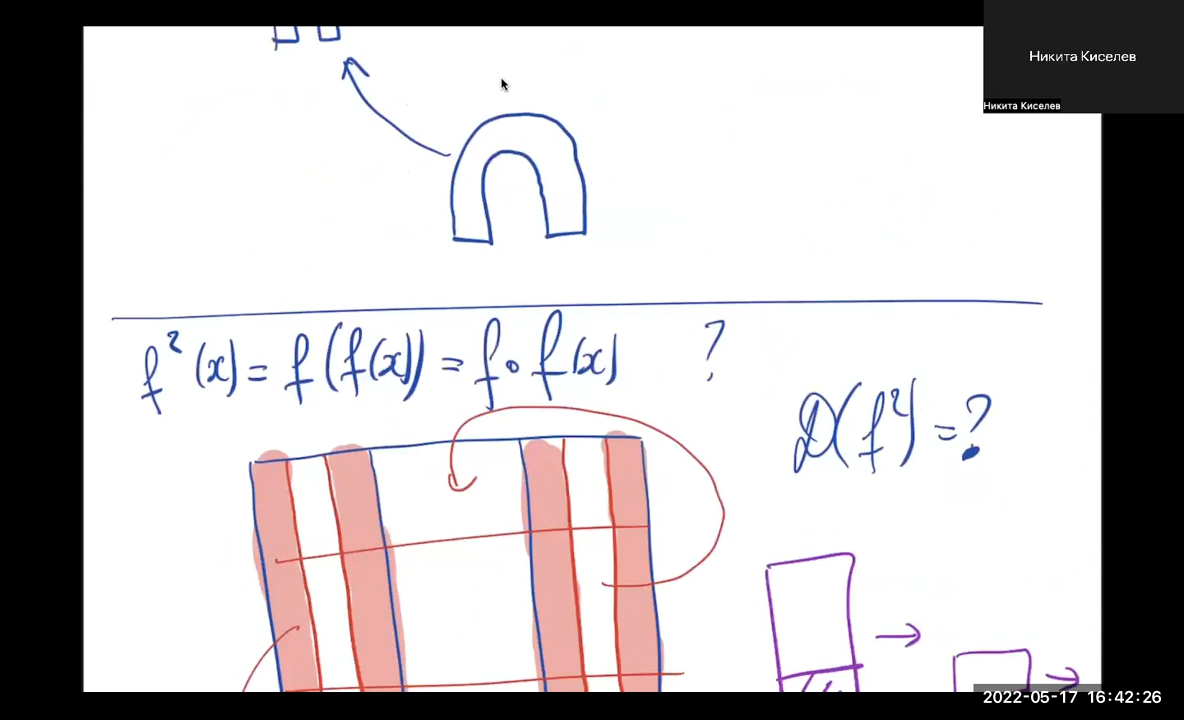 Никита Киселев
Никита Киселев
f²(x) = f(f(x)) = f∘f(x) ?
D(f²) = ?
2022-05-17 16:42:26